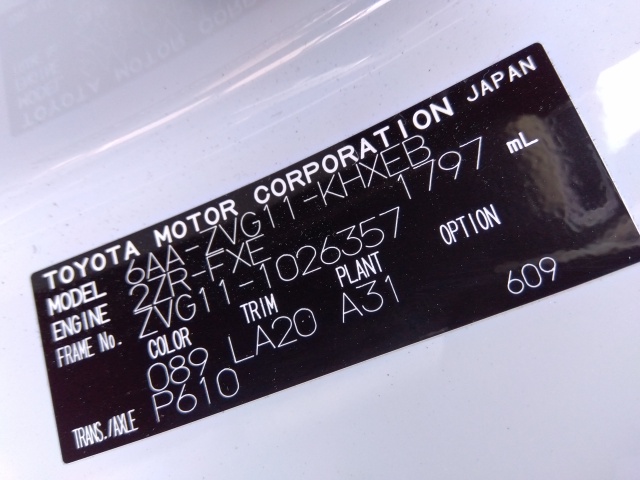 TOYOTA MOTOR CORPORATION JAPAN
MODEL 6AA-ZVG11-KHXEB
ENGINE 2ZR-FXE 1797 mL
FRAME No. ZVG11-1026357
COLOR TRIM PLANT OPTION
089 LA20 A31 609
TRANS./AXLE P610